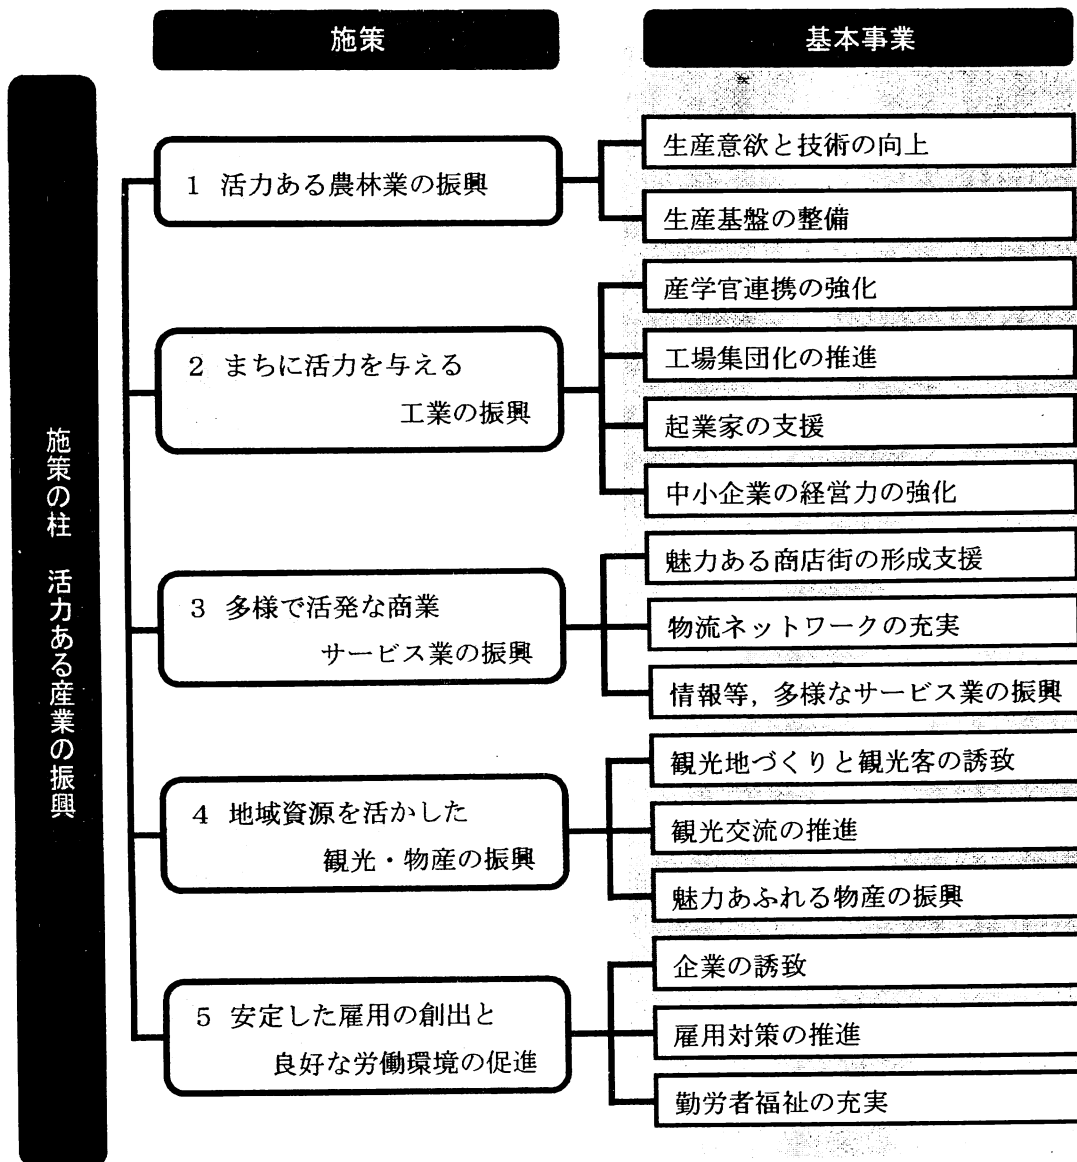 施策
基本事業
施策の柱　活力ある産業の振興
1 活力ある農林業の振興
生産意欲と技術の向上
生産基盤の整備
2 まちに活力を与える
工業の振興
産学官連携の強化
工場集団化の推進
起業家の支援
中小企業の経営力の強化
3 多様で活発な商業
サービス業の振興
魅力ある商店街の形成支援
物流ネットワークの充実
情報等，多様なサービス業の振興
4 地域資源を活かした
観光・物産の振興
観光地づくりと観光客の誘致
観光交流の推進
魅力あふれる物産の振興
5 安定した雇用の創出と
良好な労働環境の促進
企業の誘致
雇用対策の推進
勤労者福祉の充実